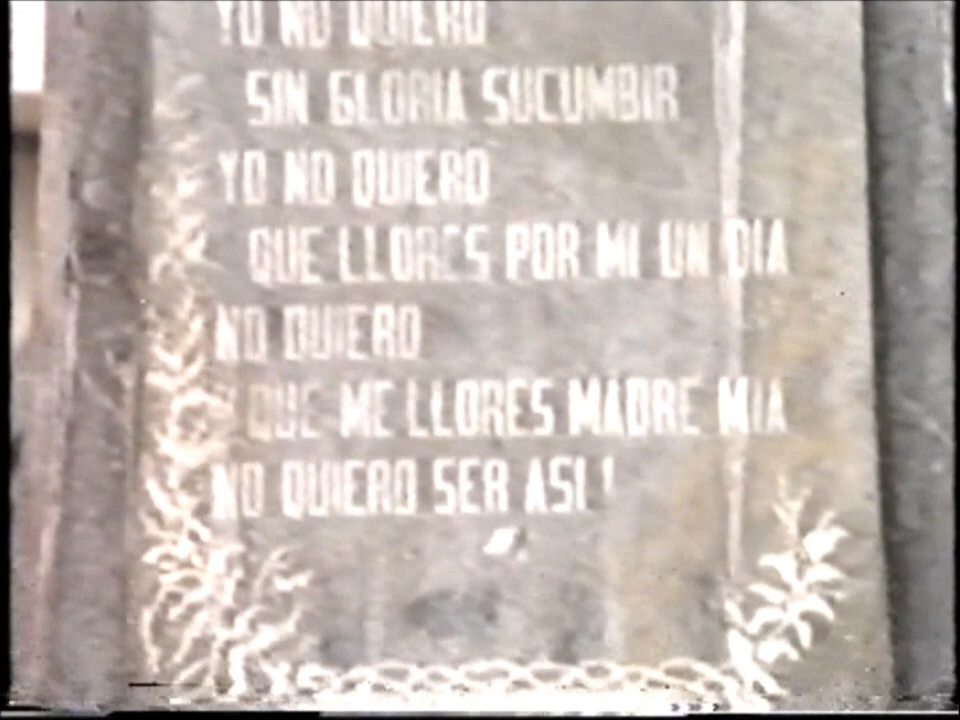 YO NO QUIERO
SIN GLORIA SUCUMBIR
YO NO QUIERO
QUE LLORES POR MI UN DIA
NO QUIERO
QUE ME LLORES MADRE MIA
NO QUIERO SER ASI!